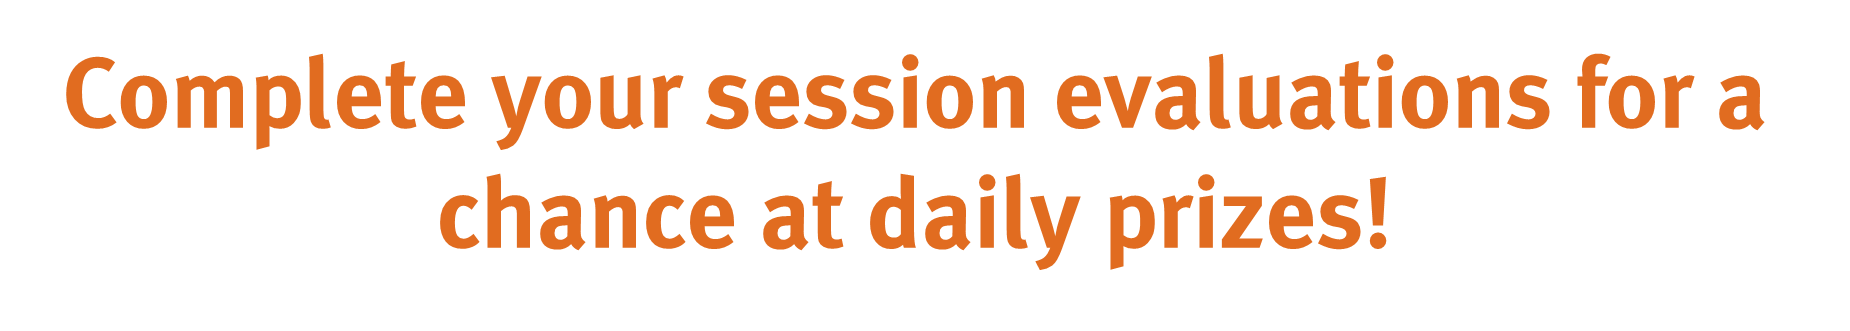 Complete your session evaluations for a
chance at daily prizes!